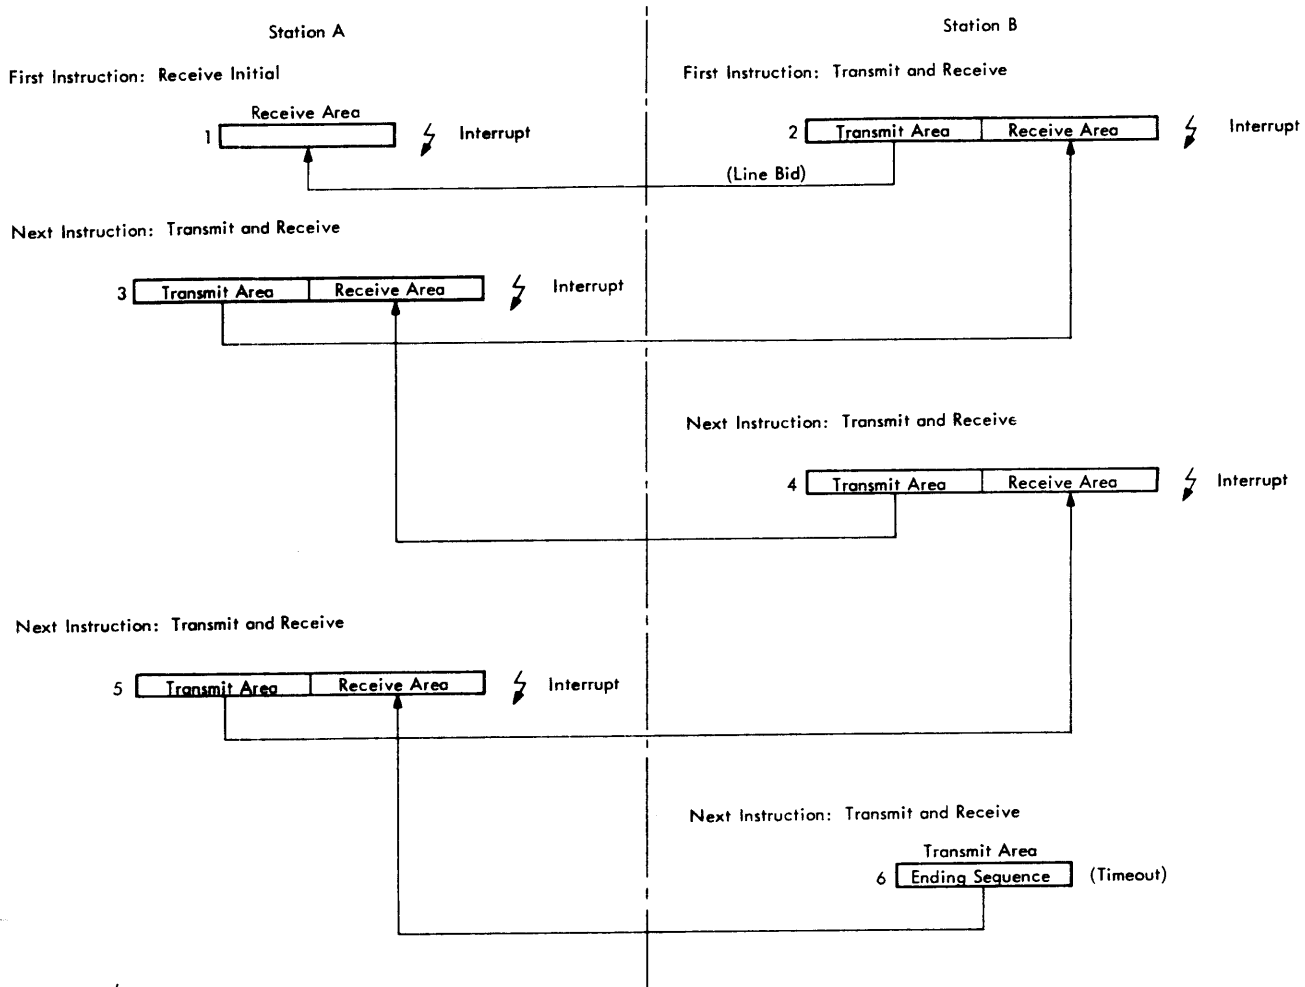 Station A
Station B
First Instruction: Receive Initial
First Instruction: Transmit and Receive
Receive Area
1
Interrupt
2 Transmit Area Receive Area
Interrupt
(Line Bid)
Next Instruction: Transmit and Receive
3 Transmit Area Receive Area
Interrupt
Next Instruction: Transmit and Receive
4 Transmit Area Receive Area
Interrupt
Next Instruction: Transmit and Receive
5 Transmit Area Receive Area
Interrupt
Next Instruction: Transmit and Receive
Transmit Area
6 Ending Sequence (Timeout)